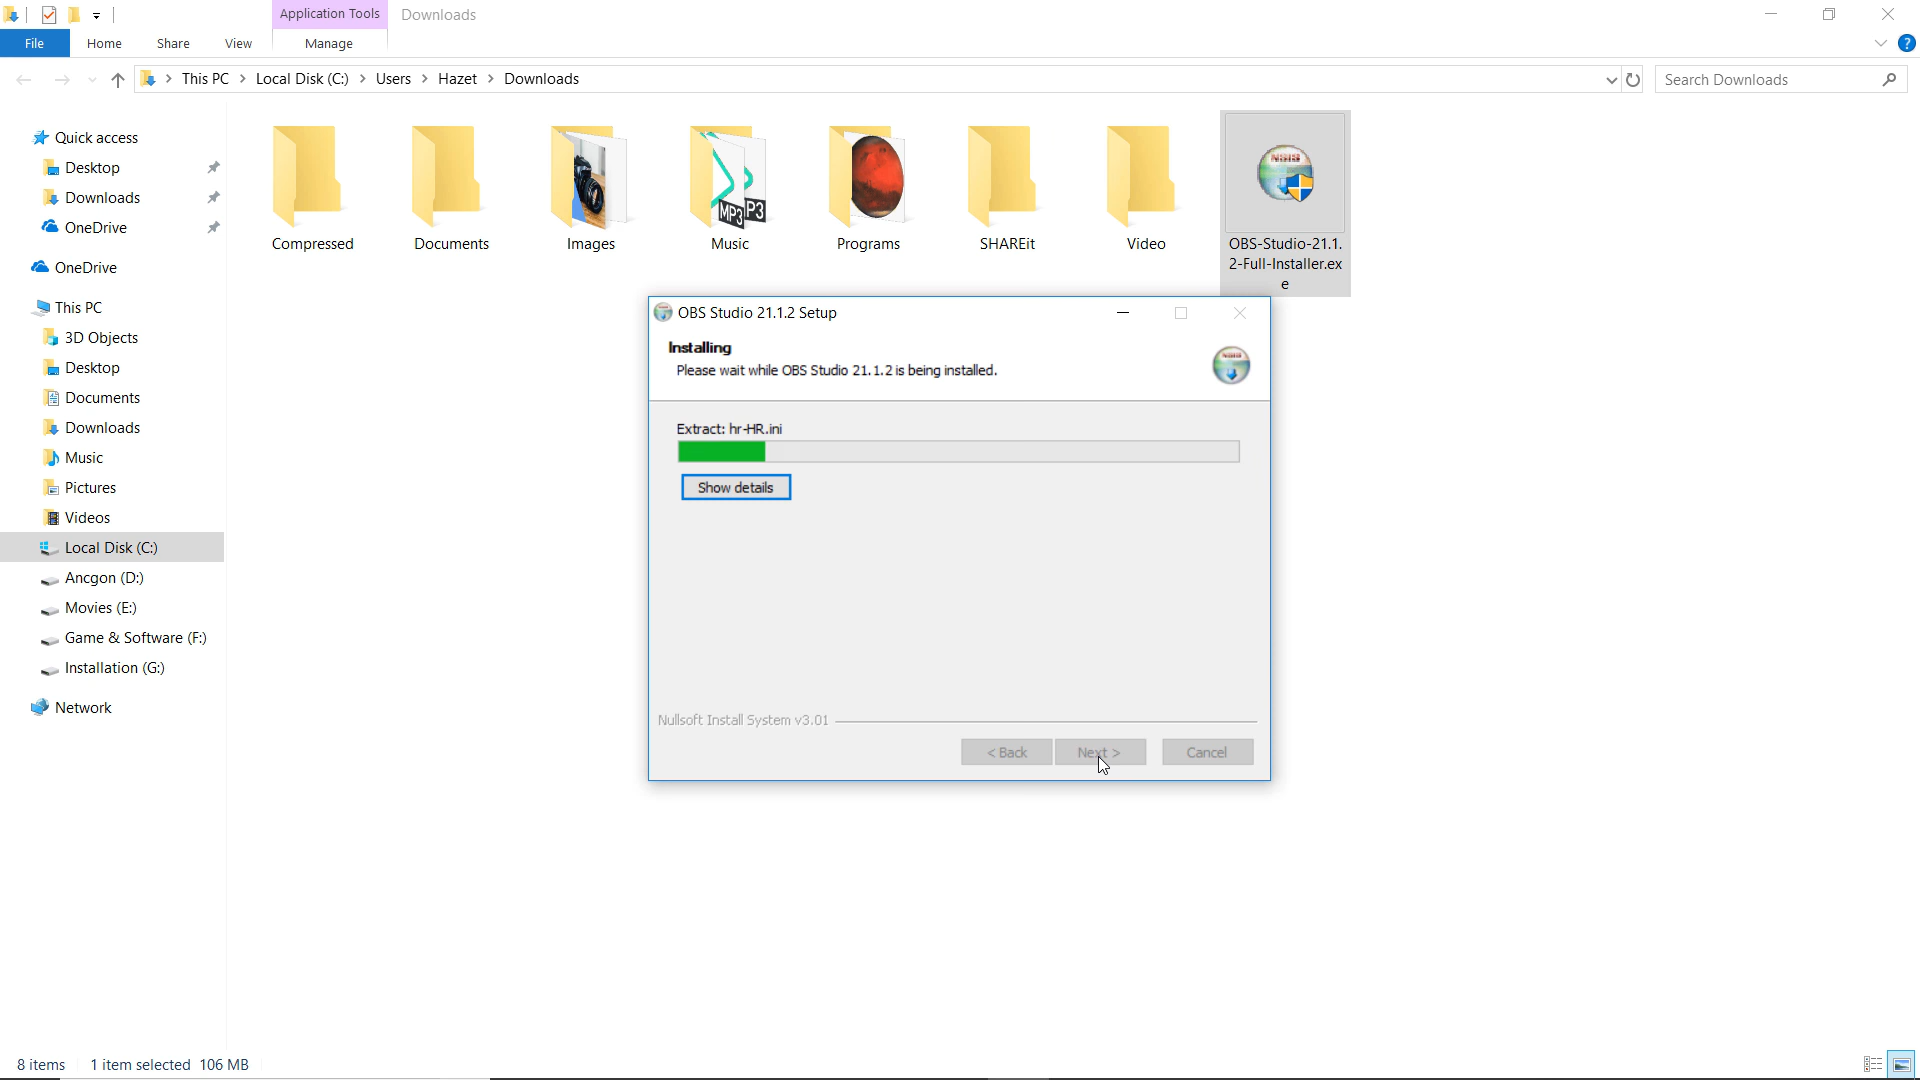 Application Tools Downloads
File Home Share View Manage
This PC > Local Disk (C:) > Users > Hazet > Downloads
Search Downloads
Quick access
Desktop
Downloads
OneDrive
OneDrive
This PC
3D Objects
Desktop
Documents
Downloads
Music
Pictures
Videos
Local Disk (C:)
Ancgon (D:)
Movies (E:)
Game & Software (F:)
Installation (G:)
Network
MP3 P3
NSIS
Compressed Documents Images Music Programs SHAREit Video OBS-Studio-21.1.
2-Full-Installer.ex
e
OBS Studio 21.1.2 Setup
Installing
Please wait while OBS Studio 21.1.2 is being installed.
NSIS
Extract: hr-HR.ini
Show details
Nullsoft Install System v3.01
< Back Next > Cancel
8 items 1 item selected 106 MB